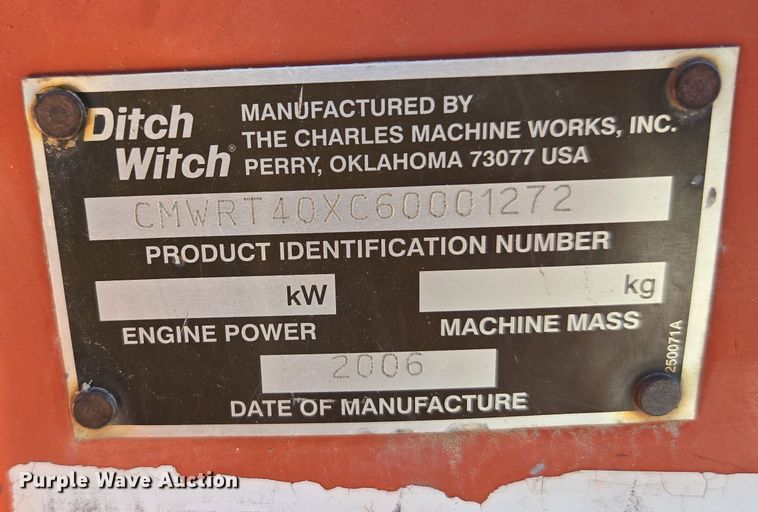 Ditch Witch®
MANUFACTURED BY
THE CHARLES MACHINE WORKS, INC.
PERRY, OKLAHOMA 73077 USA
CMWRT40XC60001272
PRODUCT IDENTIFICATION NUMBER
kW
ENGINE POWER
kg
MACHINE MASS
2006
DATE OF MANUFACTURE
250071A
Purple Wave Auction